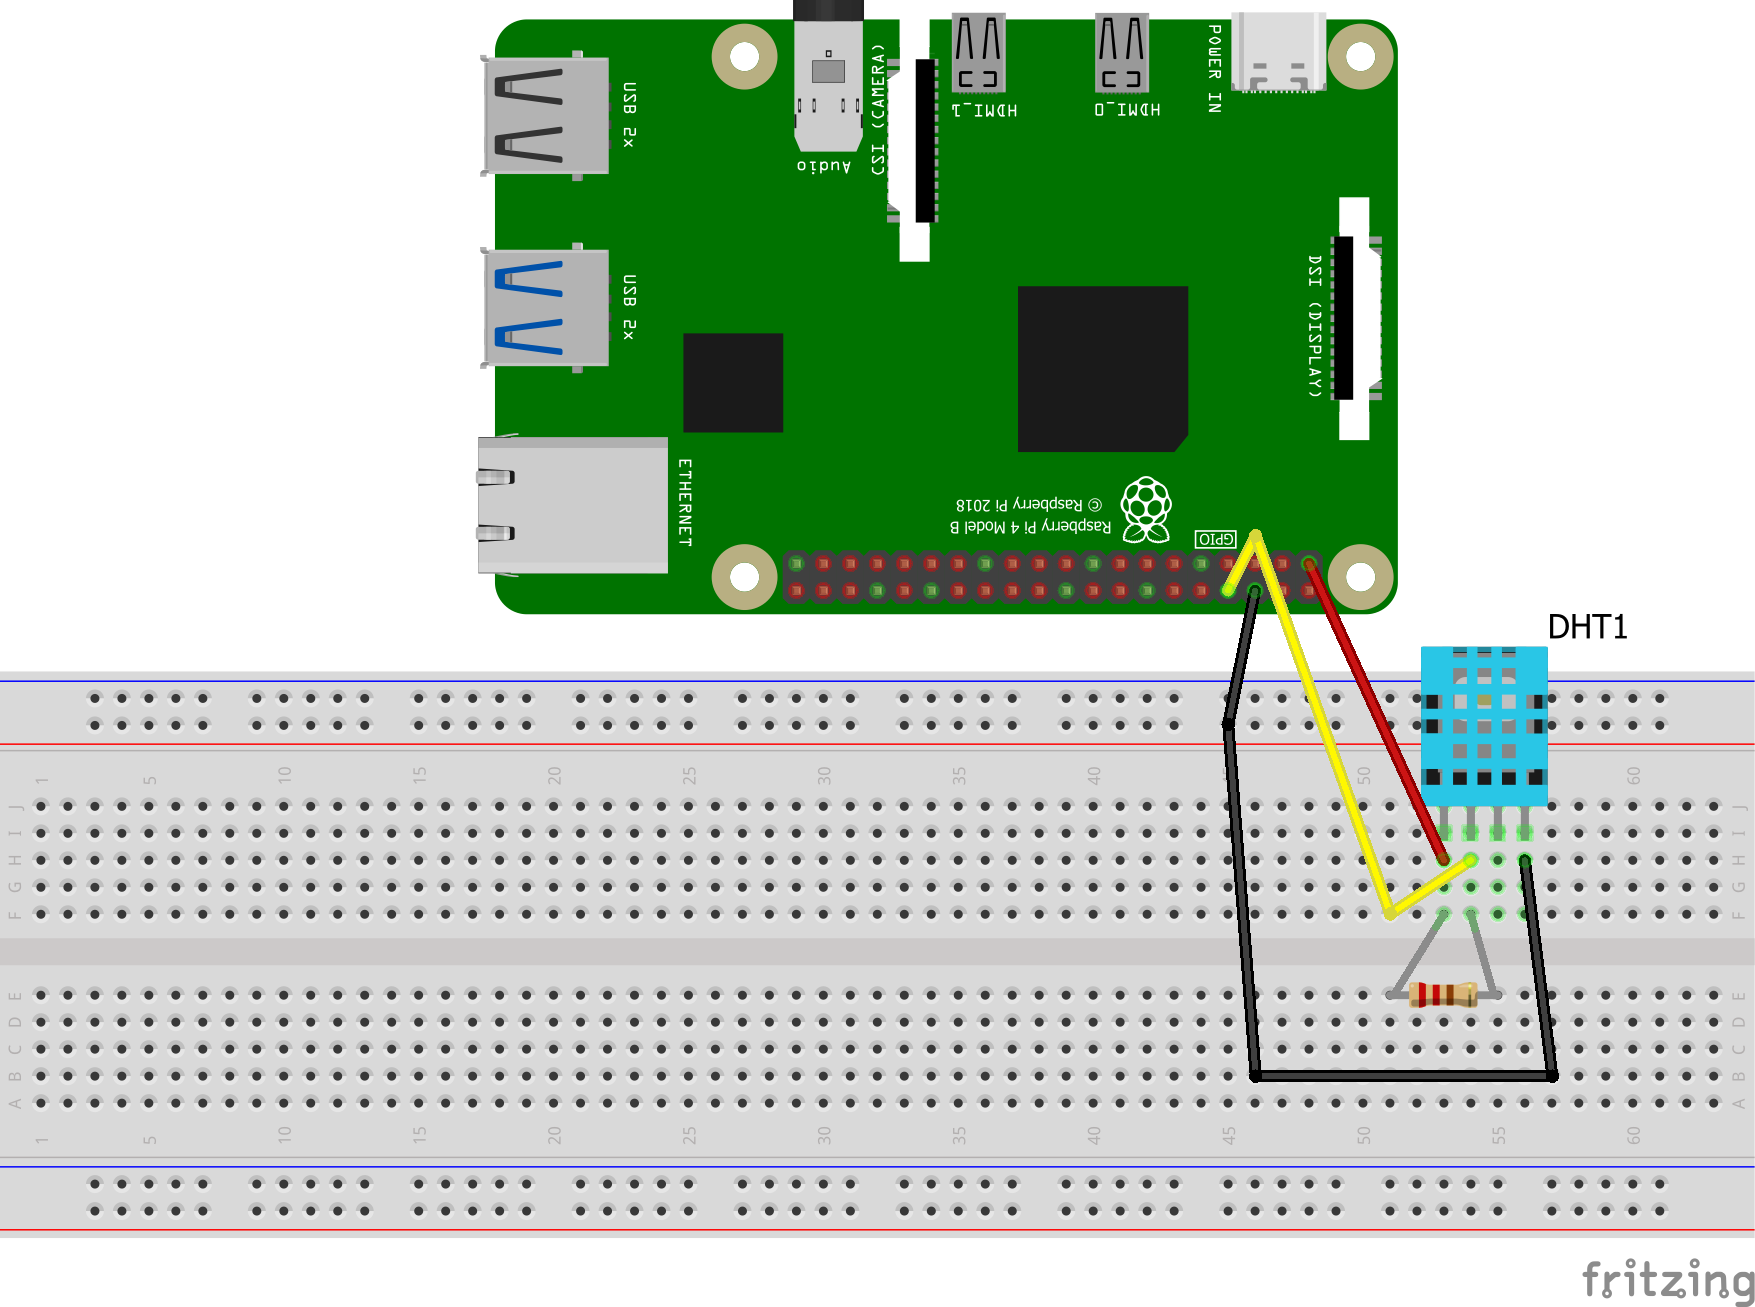 USB 2x
USB 2x
ETHERNET
Audio
CSI (CAMERA)
HDMI_1
HDMI_0
POWER IN
DSI (DISPLAY)
© Raspberry Pi 2018
Raspberry Pi 4 Model B
GPIO
DHT1
1 5 10 15 20 25 30 35 40 45 50 60
J J
I I
H H
G G
F F
E E
D D
C C
B B
A A
1 5 10 15 20 25 30 35 40 45 50 55 60
fritzing